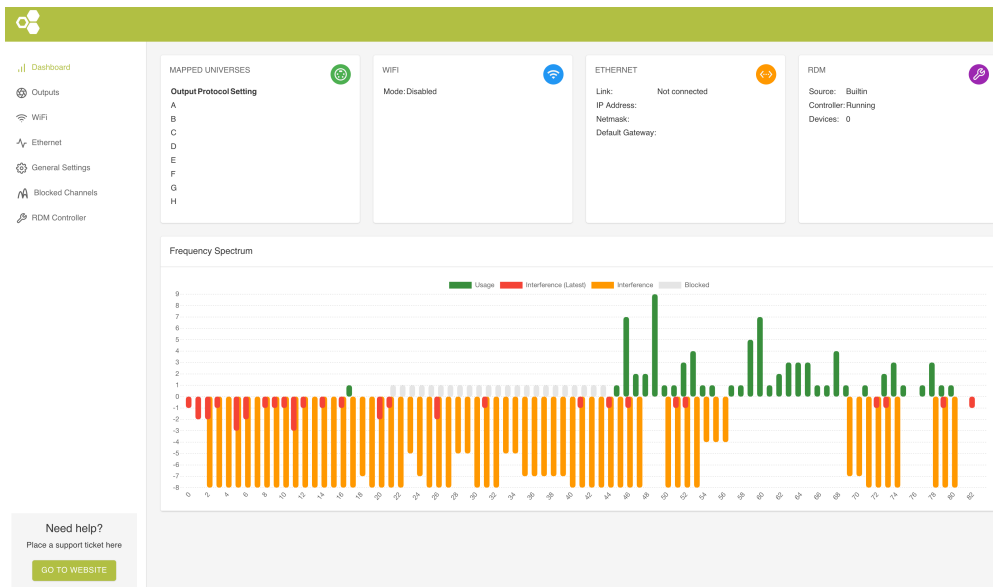 Dashboard
Outputs
WiFi
Ethernet
General Settings
Blocked Channels
RDM Controller
Need help?
Place a support ticket here
GO TO WEBSITE
MAPPED UNIVERSES
Output Protocol Setting
A
B
C
D
E
F
G
H
WIFI
Mode: Disabled
ETHERNET
Link: Not connected
IP Address:
Netmask:
Default Gateway:
RDM
Source: Builtin
Controller: Running
Devices: 0
Frequency Spectrum
Usage Interference (Latest) Interference Blocked
9
8
7
6
5
4
3
2
1
0
-1
-2
-3
-4
-5
-6
-7
-8
0 2 4 6 8 10 12 14 16 18 20 22 24 26 28 30 32 34 36 38 40 42 44 46 48 50 52 54 56 58 60 62 64 66 68 70 72 74 76 78 80 82